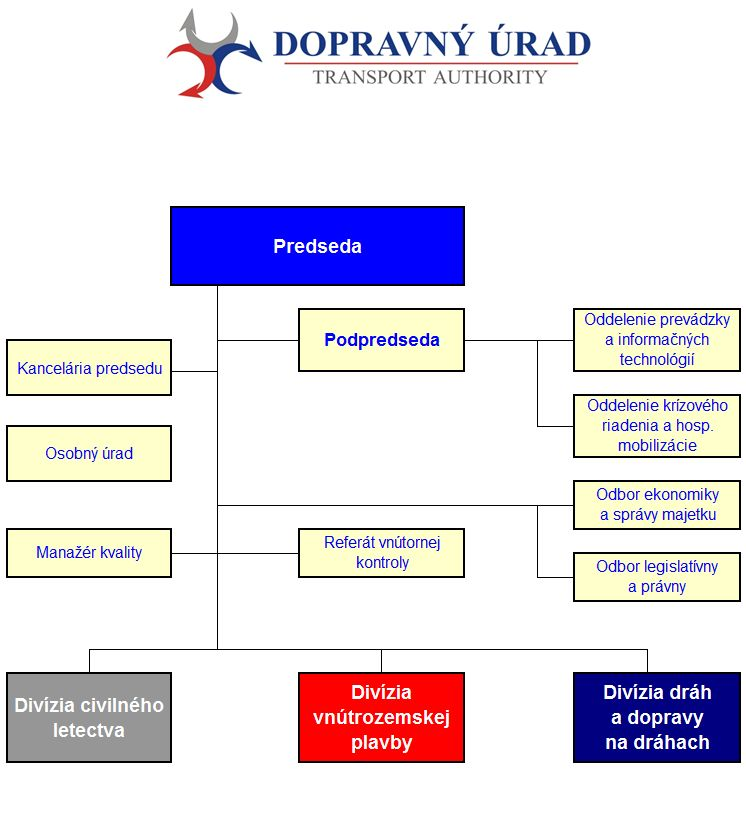 DOPRAVNÝ ÚRAD
TRANSPORT AUTHORITY
Predseda
Podpredseda
Oddelenie prevádzky
a informačných
technológií
Kancelária predsedu
Oddelenie krízového
riadenia a hosp.
mobilizácie
Osobný úrad
Odbor ekonomiky
a správy majetku
Manažér kvality
Referát vnútornej
kontroly
Odbor legislatívny
a právny
Divízia civilného
letectva
Divízia
vnútrozemskej
plavby
Divízia dráh
a dopravy
na dráhach